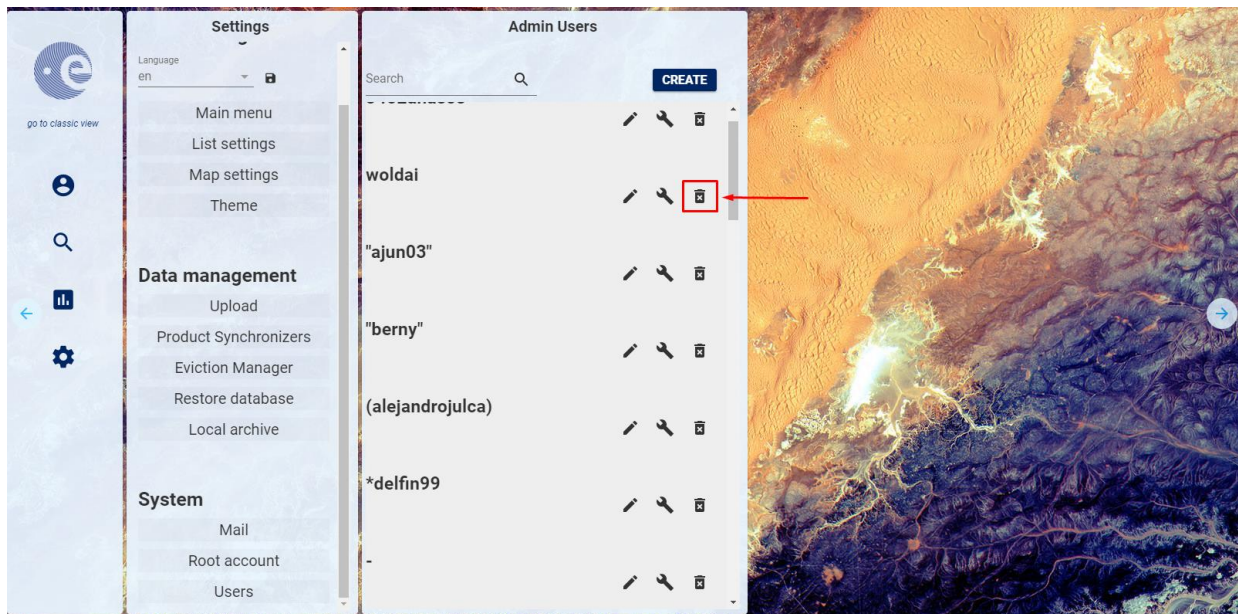 go to classic view
Settings
Language
en
Main menu
List settings
Map settings
Theme
Data management
Upload
Product Synchronizers
Eviction Manager
Restore database
Local archive
System
Mail
Root account
Users
Admin Users
Search
CREATE
woldai
"ajun03"
"berny"
(alejandrojulca)
*delfin99
-